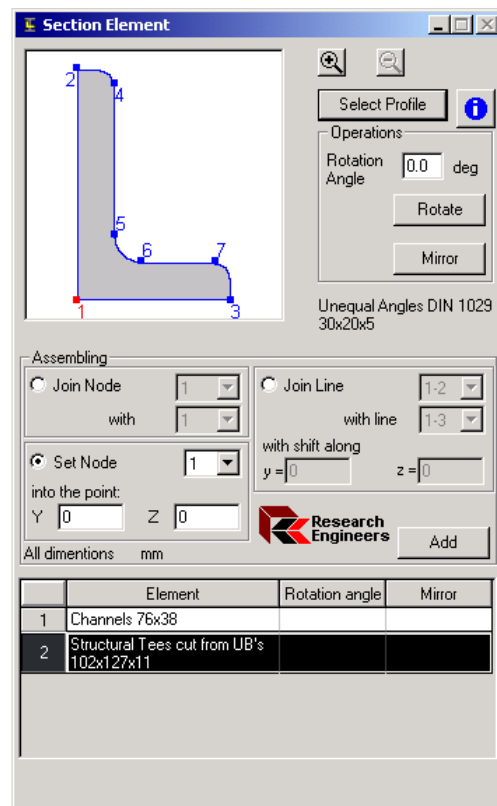 Section Element
2
4
5
6
7
1
3
Select Profile
Operations
Rotation Angle
0.0 deg
Rotate
Mirror
Unequal Angles DIN 1029
30x20x5
Assembling
Join Node 1
with 1
Join Line 1-2
with line 1-3
with shift along
y = 0 z = 0
Set Node 1
into the point:
Y 0 Z 0
All dimentions mm
Research
Engineers
Add
Element Rotation angle Mirror
1 Channels 76x38
2 Structural Tees cut from UB's
102x127x11